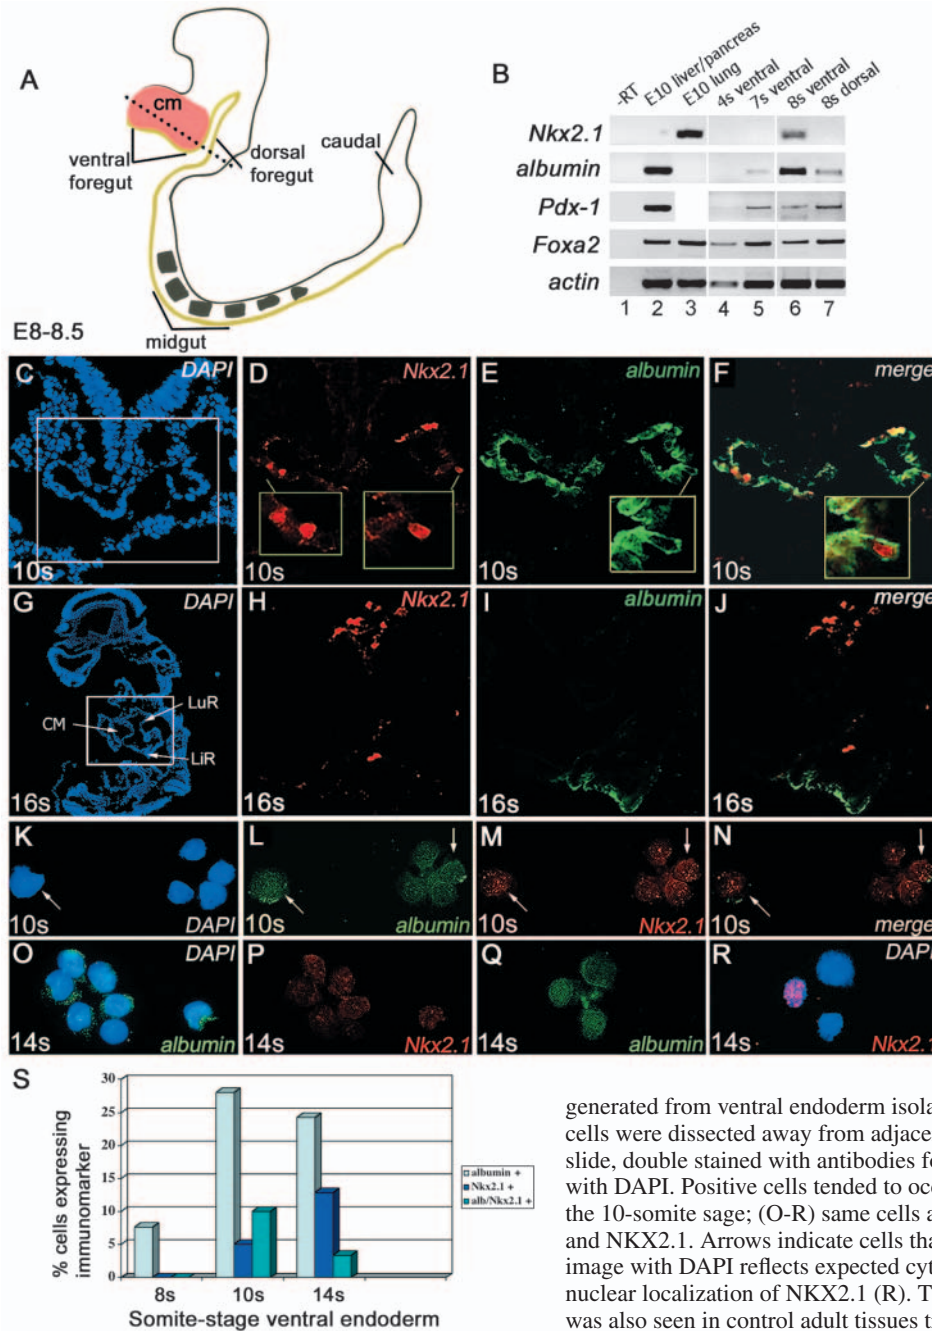 A
cm
ventral
foregut
dorsal
foregut
caudal
midgut
E8-8.5
B
-RT
E10 liver/pancreas
E10 lung
4s ventral
7s ventral
8s ventral
8s dorsal
Nkx2.1
albumin
Pdx-1
Foxa2
actin
1 2 3 4 5 6 7
C DAPI 10s
D Nkx2.1 10s
E albumin 10s
F merge 10s
G DAPI CM LuR LiR 16s
H Nkx2.1 16s
I albumin 16s
J merge 16s
K 10s DAPI
L 10s albumin
M 10s Nkx2.1
N 10s merge
O DAPI 14s albumin
P 14s Nkx2.1
Q 14s albumin
R DAPI 14s Nkx2.1
S
% cells expressing
immunomarker
30
25
20
15
10
5
0
8s 10s 14s
Somite-stage ventral endoderm
albumin +
Nkx2.1 +
alb/Nkx2.1 +
generated from ventral endoderm isola
cells were dissected away from adjace
slide, double stained with antibodies fo
with DAPI. Positive cells tended to occ
the 10-somite sage; (O-R) same cells a
and NKX2.1. Arrows indicate cells tha
image with DAPI reflects expected cyt
nuclear localization of NKX2.1 (R). T
was also seen in control adult tissues ti